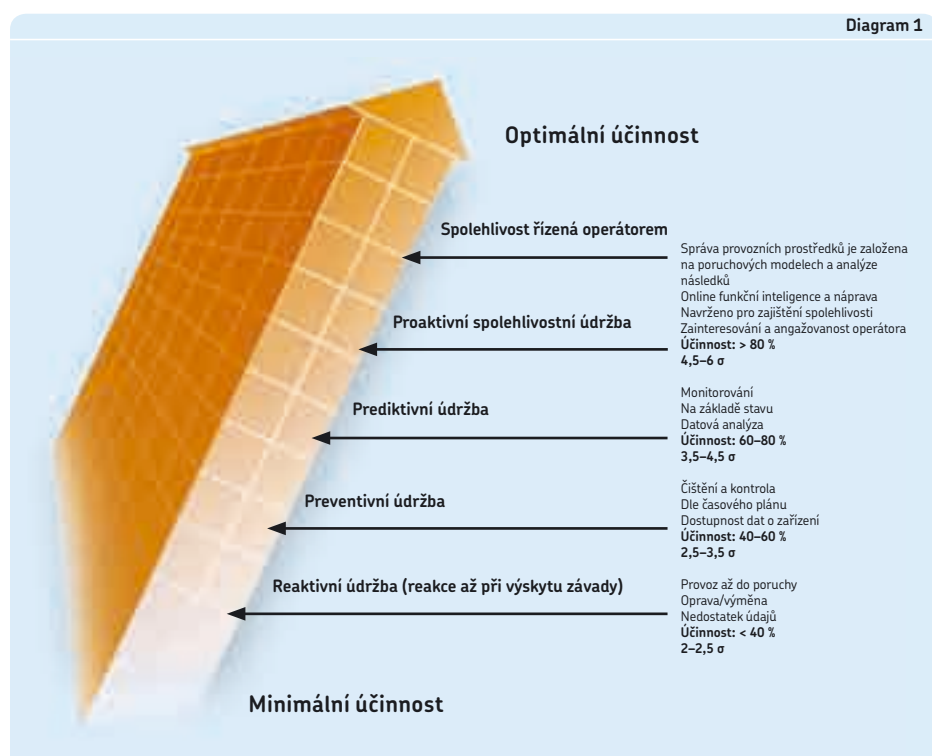 Diagram 1
Optimální účinnost
Spolehlivost řízená operátorem
Správa provozních prostředků je založena
na poruchových modelech a analýze
následků
Online funkční inteligence a náprava
Navrženo pro zajištění spolehlivosti
Zainteresování a angažovanost operátora
Účinnost: > 80 %
4,5–6 σ
Proaktivní spolehlivostní údržba
Prediktivní údržba
Monitorování
Na základě stavu
Datová analýza
Účinnost: 60–80 %
3,5–4,5 σ
Preventivní údržba
Čištění a kontrola
Dle časového plánu
Dostupnost dat o zařízení
Účinnost: 40–60 %
2,5–3,5 σ
Reaktivní údržba (reakce až při výskytu závady)
Provoz až do poruchy
Oprava/výměna
Nedostatek údajů
Účinnost: < 40 %
2–2,5 σ
Minimální účinnost